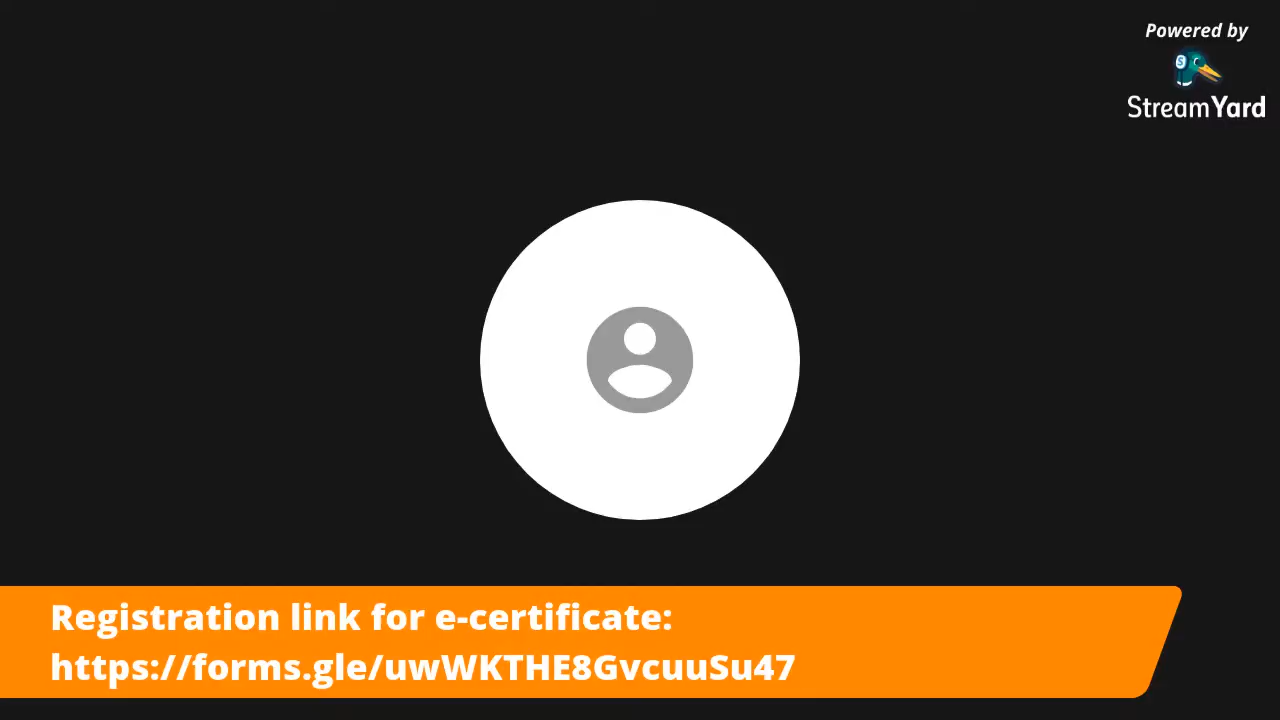 Powered by
S
StreamYard
Registration link for e-certificate:
https://forms.gle/uwWKTHE8GvcuuSu47